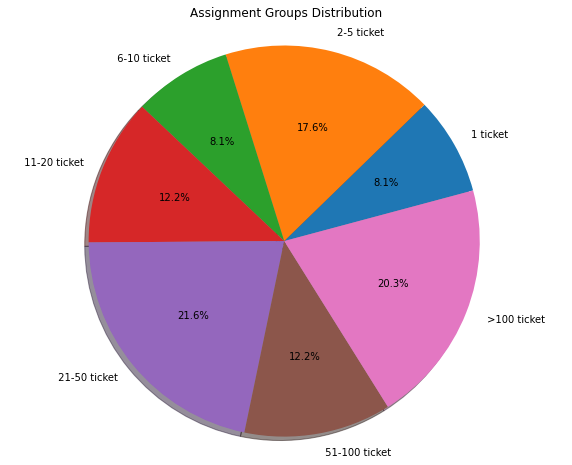 Assignment Groups Distribution
2-5 ticket
6-10 ticket
17.6%
8.1%
1 ticket
11-20 ticket
8.1%
12.2%
20.3%
21.6%
>100 ticket
12.2%
21-50 ticket
51-100 ticket